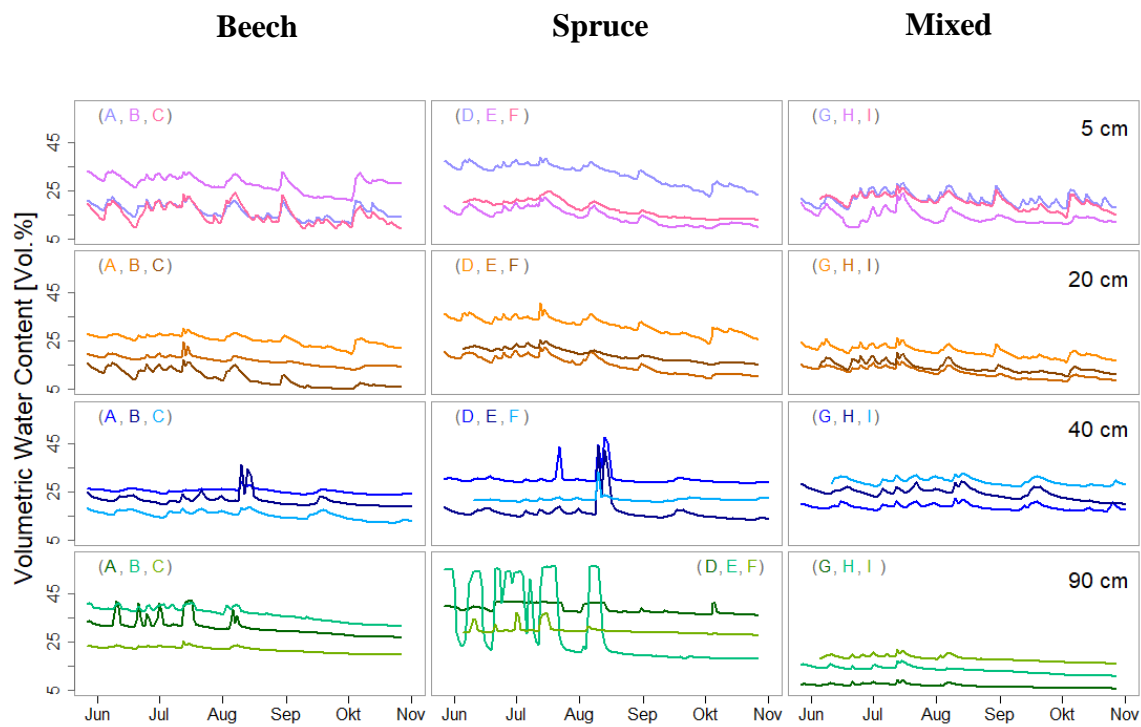 Beech Spruce Mixed
(A, B, C) (D, E, F) (G, H, I) 5 cm
45
25
5
(A, B, C) (D, E, F) (G, H, I) 20 cm
45
25
5
(A, B, C) (D, E, F) (G, H, I) 40 cm
45
25
5
(A, B, C) (D, E, F) (G, H, I ) 90 cm
45
25
5
Volumetric Water Content [Vol.%]
Jun Jul Aug Sep Okt Nov Jun Jul Aug Sep Okt Nov Jun Jul Aug Sep Okt Nov